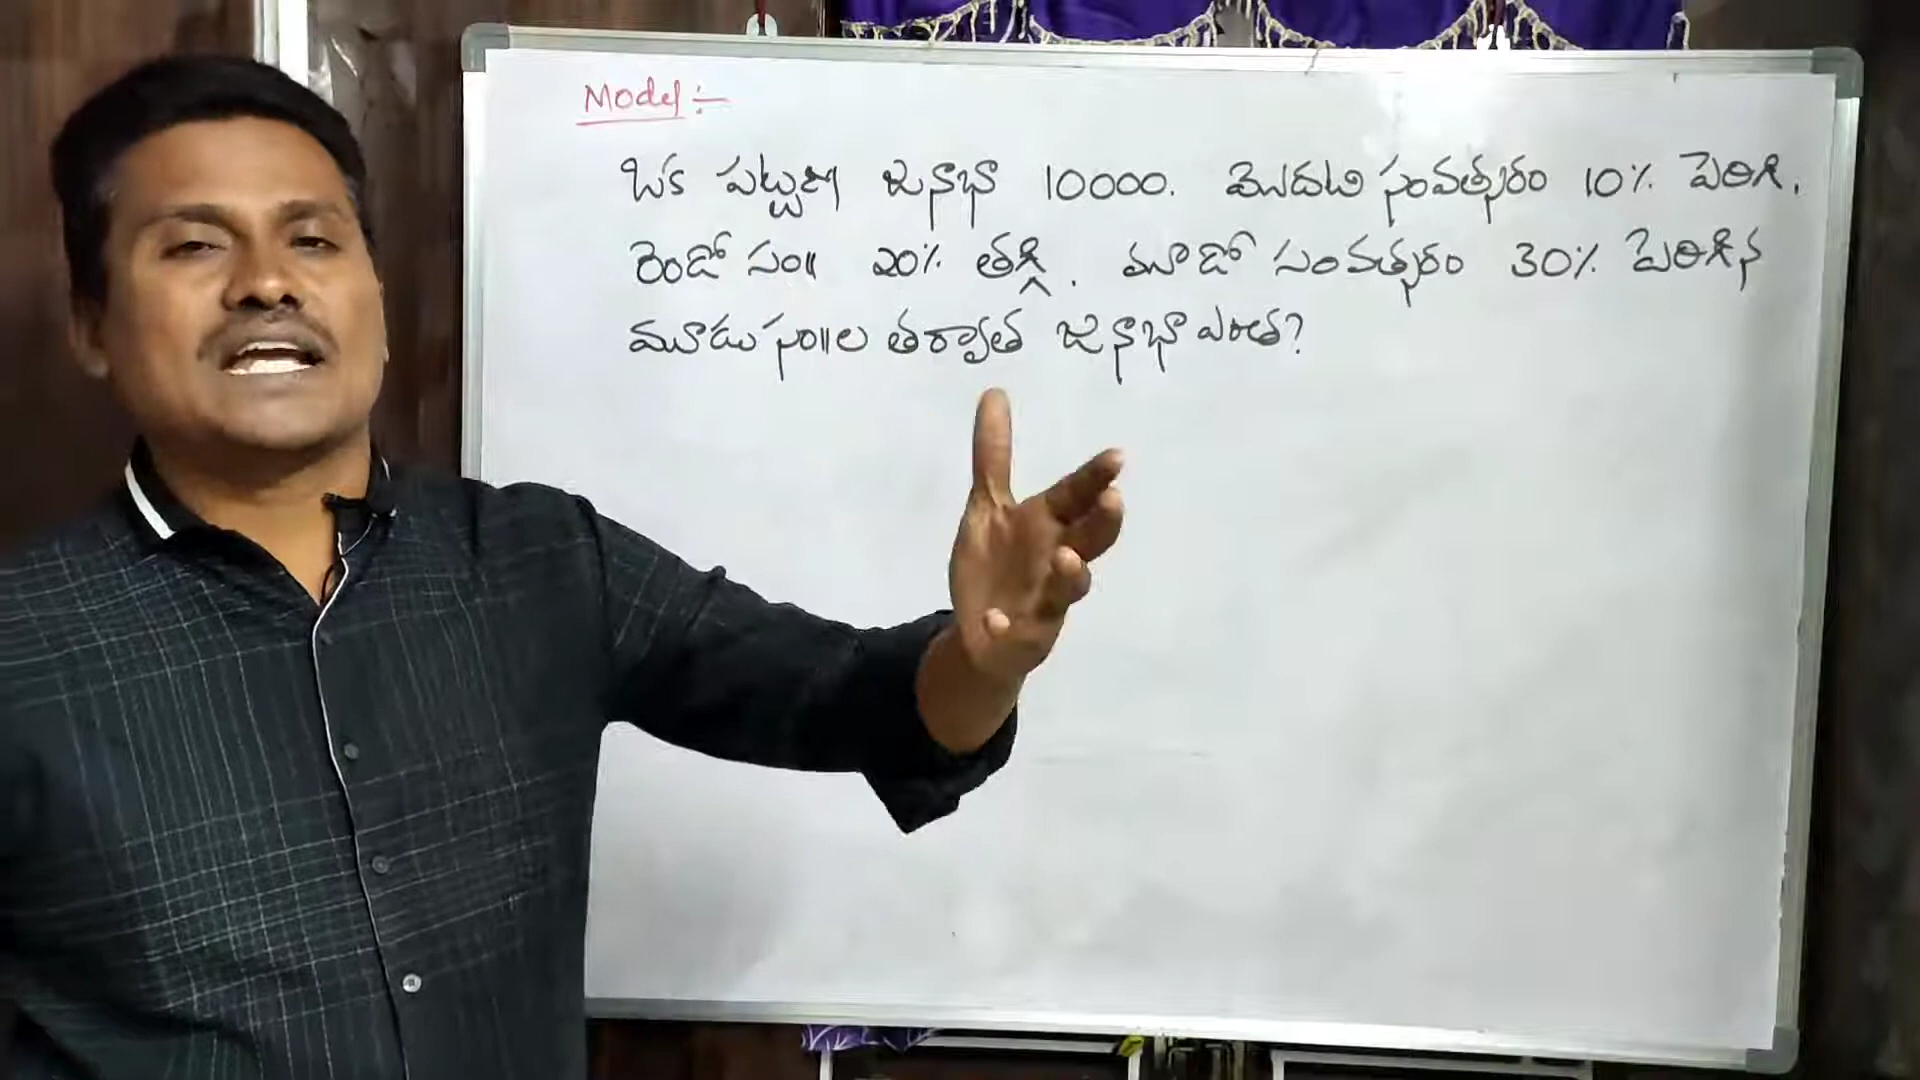 Model :-
ఒక పట్టణ జనాభా 10000. మొదటి సంవత్సరం 10% పెరిగి.
రెండో సం॥ 20% తగ్గి. మూడో సంవత్సరం 30% పెరిగిన
మూడు సం॥ల తర్వాత జనాభా ఎంత?